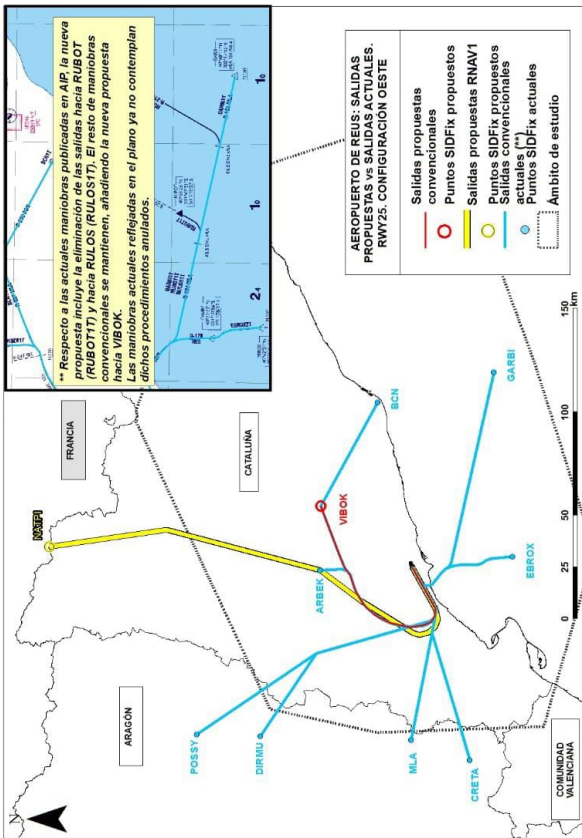 ** Respecto a las actuales maniobras publicadas en AIP, la nueva
propuesta incluye la eliminación de las salidas hacia RUBOT
(RUBOT1T) y hacia RULOS (RULOS1T). El resto de maniobras
convencionales se mantienen, añadiendo la nueva propuesta
hacia VIBOK.
Las maniobras actuales reflejadas en el plano ya no contemplan
dichos procedimientos anulados.
AEROPUERTO DE REUS: SALIDAS
PROPUESTAS vs SALIDAS ACTUALES.
RWY25. CONFIGURACIÓN OESTE
Salidas propuestas
convencionales
Puntos SIDFix propuestos
Salidas propuestas RNAV1
Puntos SIDFix propuestos
Salidas convencionales
actuales (**)
Puntos SIDFix actuales
Ámbito de estudio
N
FRANCIA
ARAGÓN
CATALUÑA
COMUNIDAD
VALENCIANA
NATPI
POSSY
DIRMU
ARBEK
VIBOK
BCN
MLA
CRETA
GARBI
EBROX
0
50
100
150
km